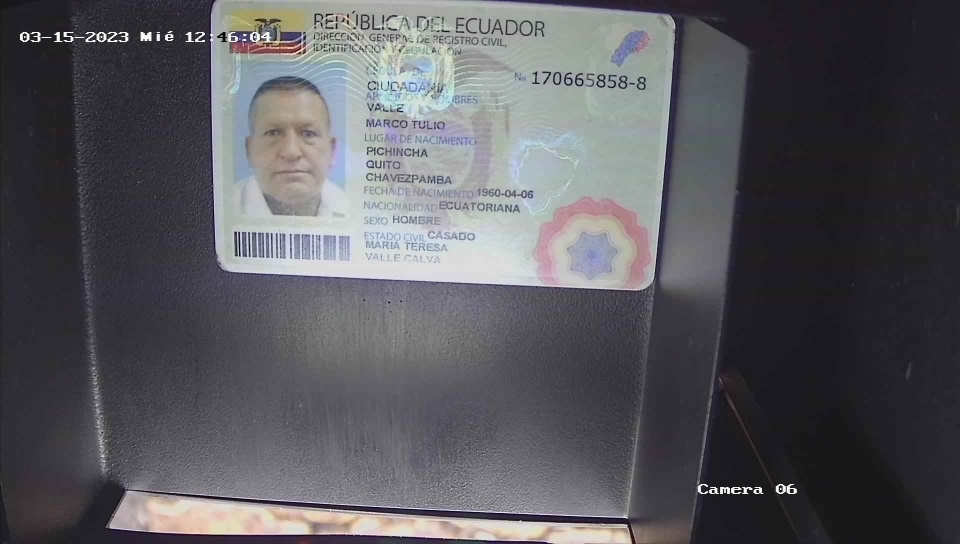 03-15-2023 Mié 12:46:04
REPÚBLICA DEL ECUADOR
DIRECCIÓN GENERAL DE REGISTRO CIVIL,
IDENTIFICACIÓN Y CEDULACIÓN
CÉDULA DE
No. 170665858-8
CIUDADANÍA
APELLIDOS Y NOMBRES
VALLE
MARCO TULIO
LUGAR DE NACIMIENTO
PICHINCHA
QUITO
CHAVEZPAMBA
FECHA DE NACIMIENTO 1960-04-06
NACIONALIDAD ECUATORIANA
SEXO HOMBRE
ESTADO CIVIL CASADO
MARIA TERESA
VALLE CALVA
Camera 06